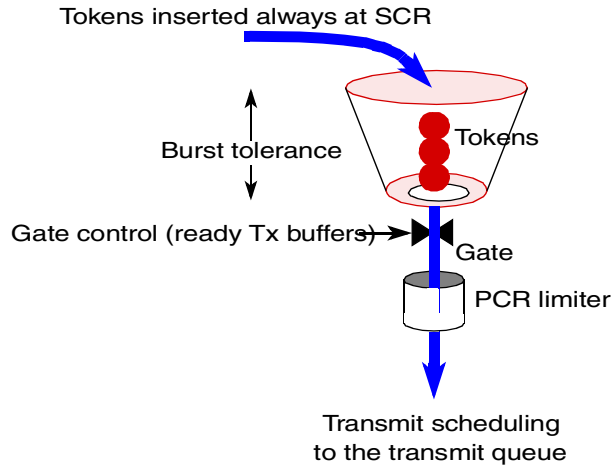 Tokens inserted always at SCR
Tokens
Burst tolerance
Gate control (ready Tx buffers)
Gate
PCR limiter
Transmit scheduling
to the transmit queue